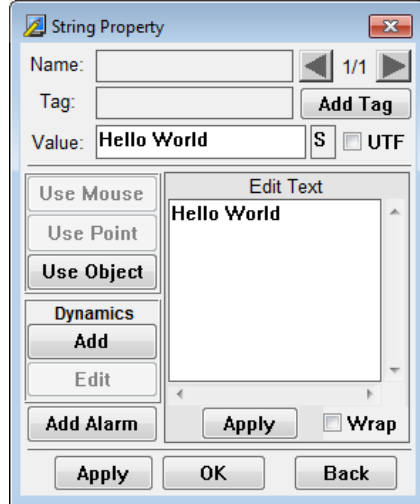 String Property
Name: 1/1
Tag: Add Tag
Value: Hello World S UTF
Use Mouse
Use Point
Use Object
Edit Text
Hello World
Dynamics
Add
Edit
Add Alarm
Apply Wrap
Apply OK Back